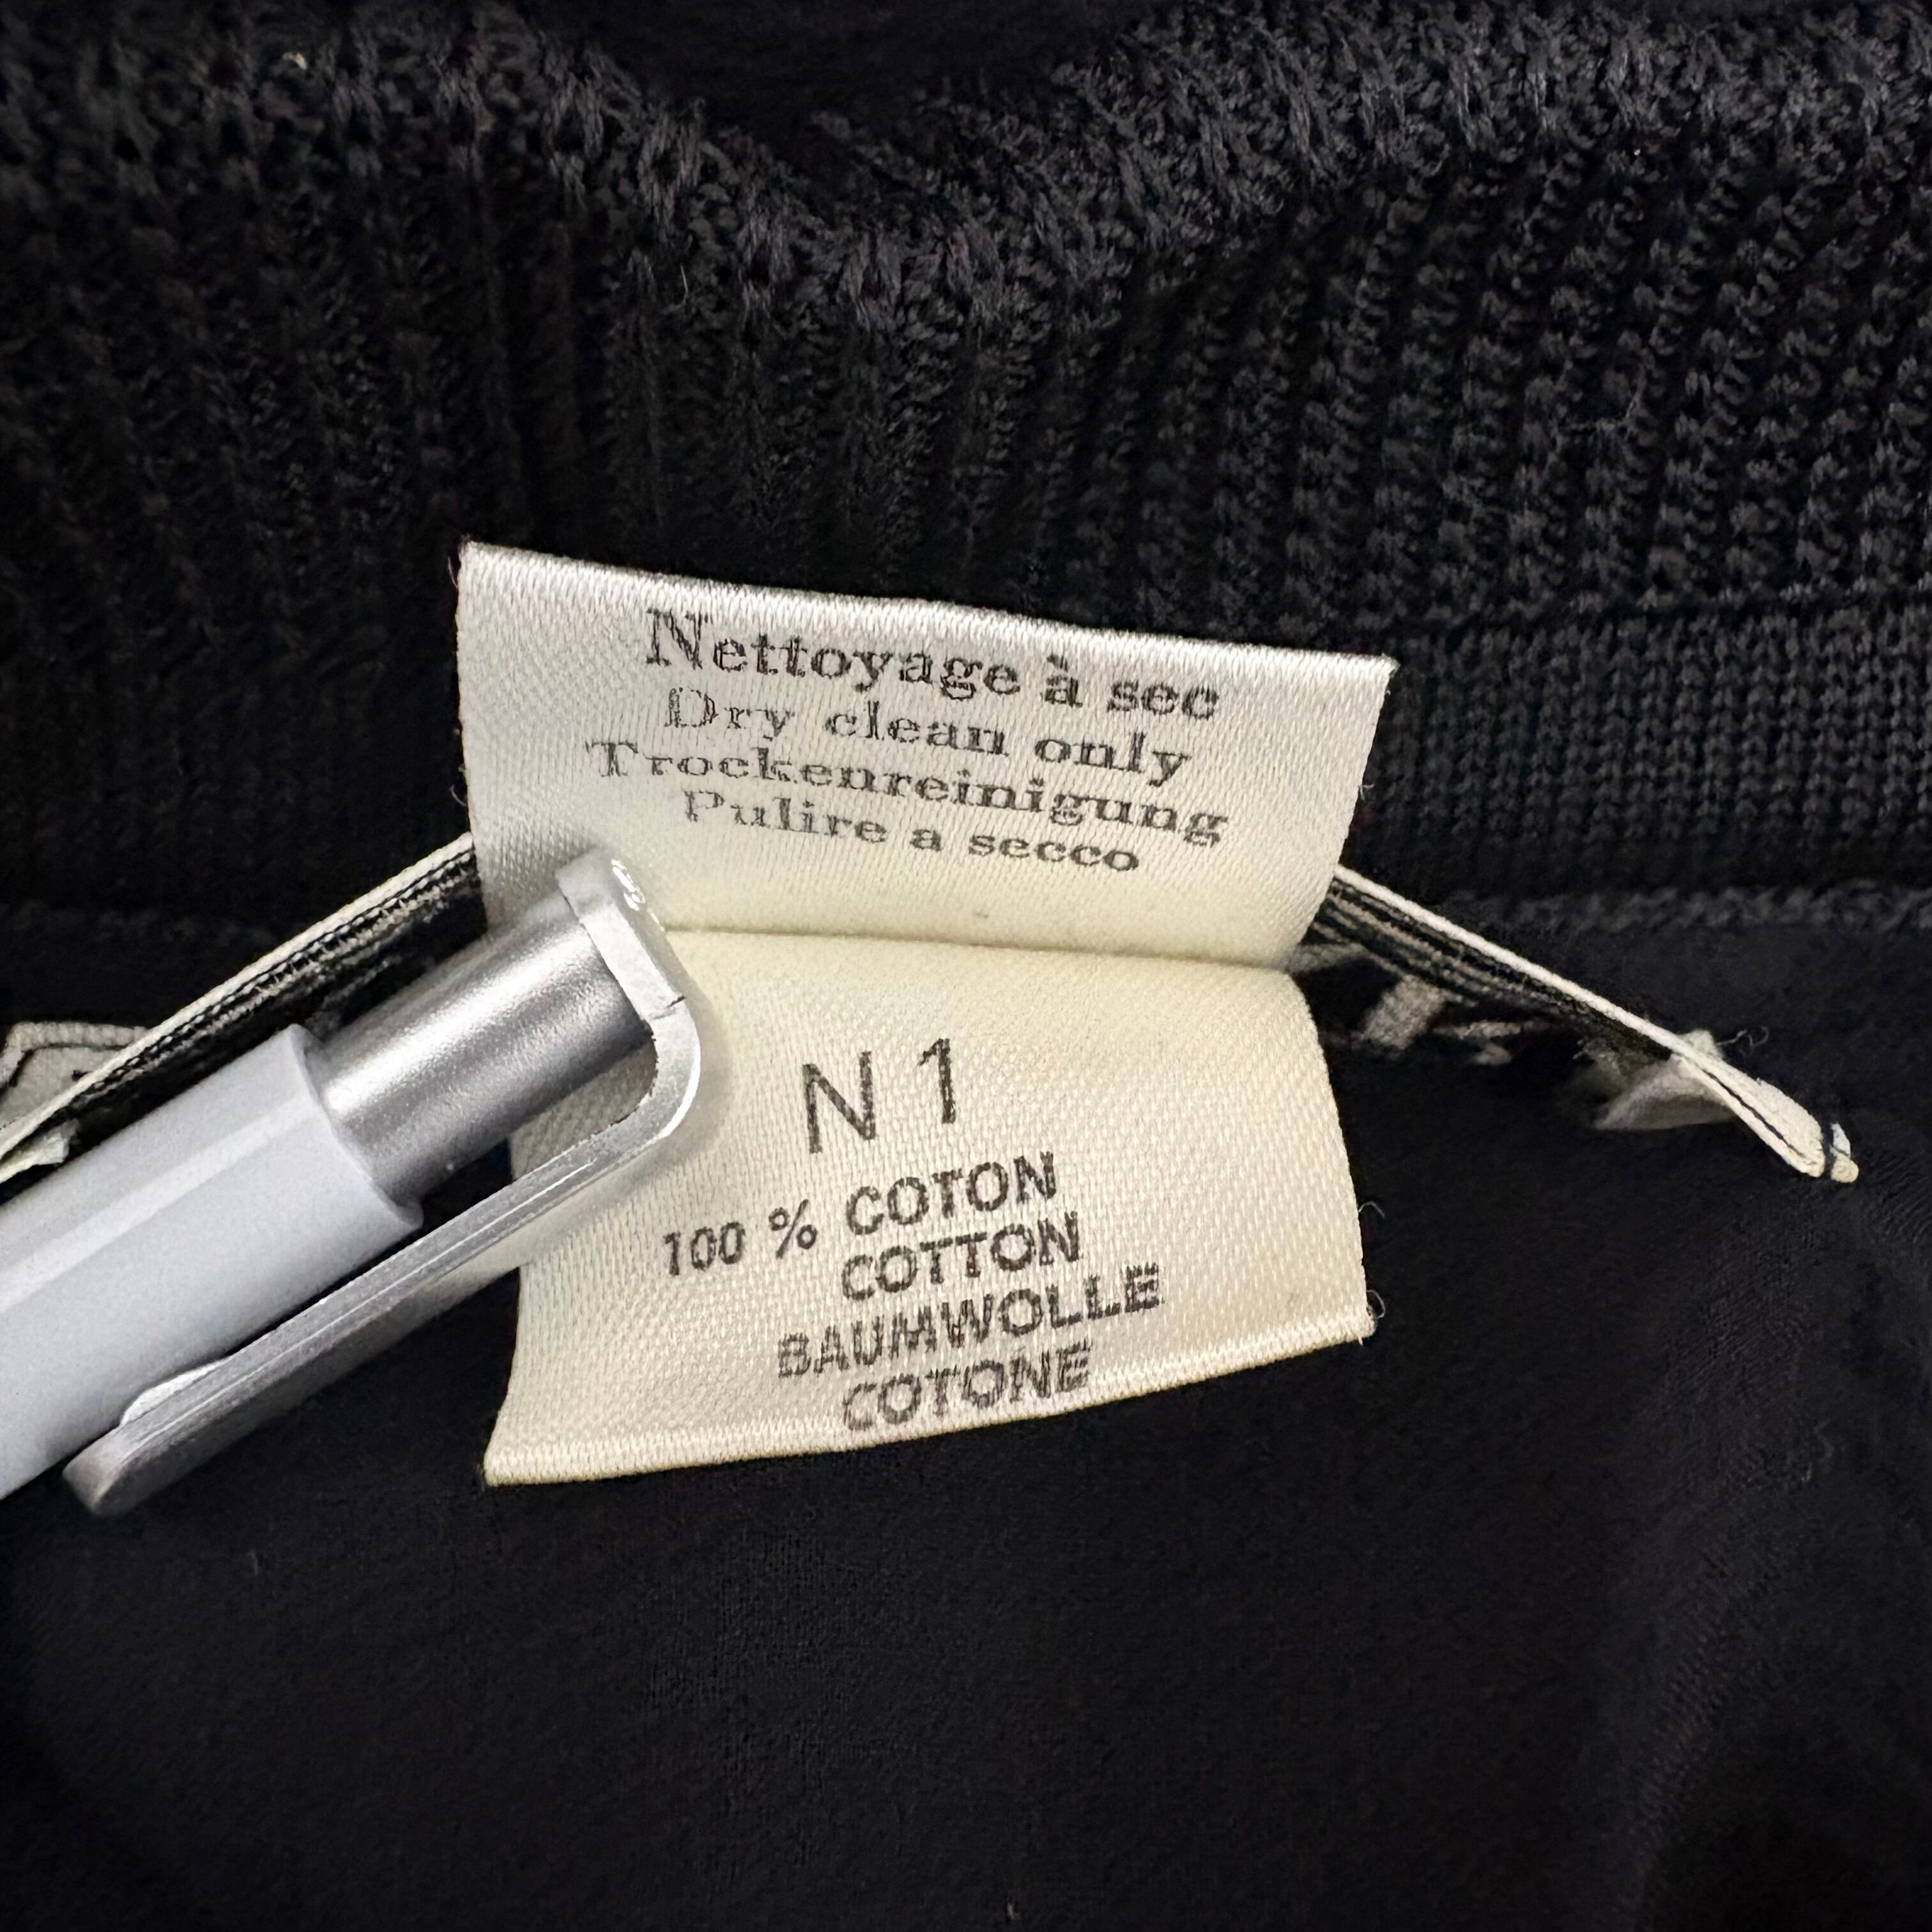 Nettoyage à sec
Dry clean only
Trockenreinigung
Pulire a secco
N 1
100 % COTON
COTTON
BAUMWOLLE
COTONE